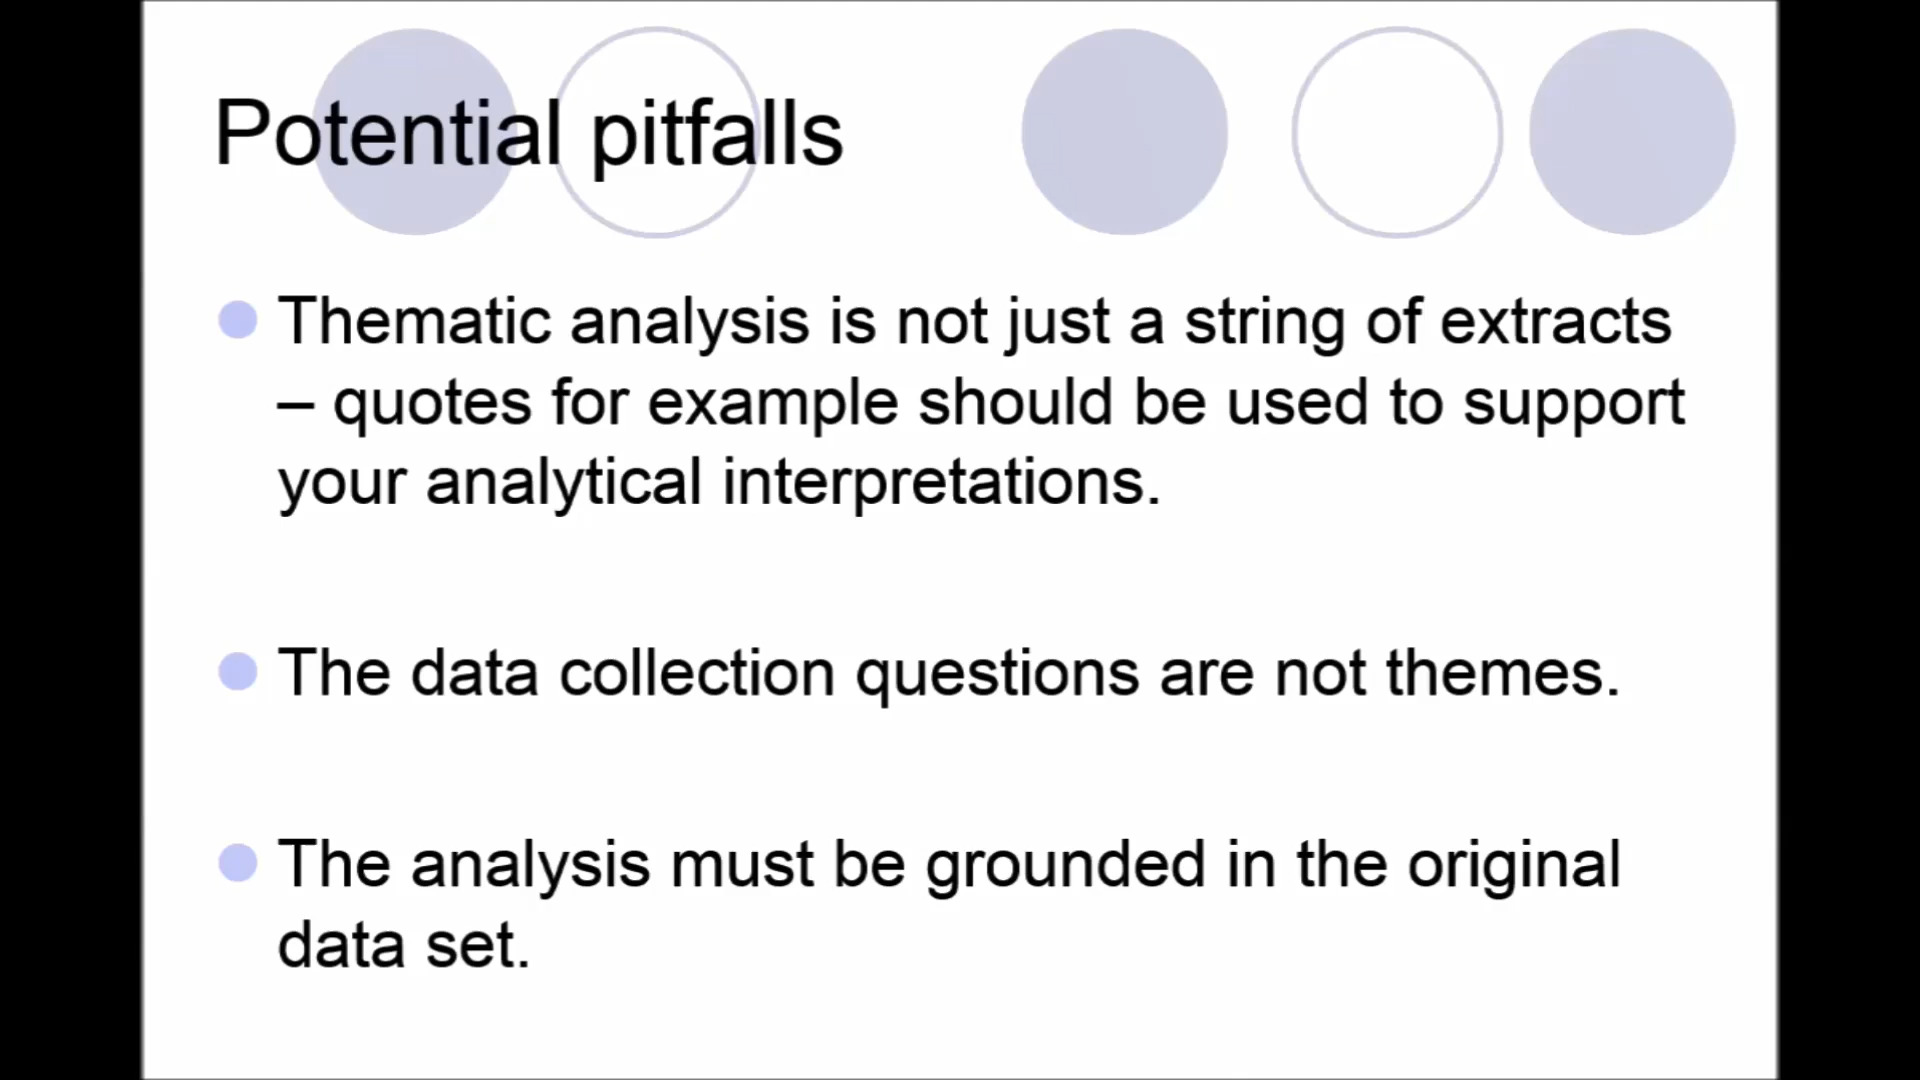 Potential pitfalls
Thematic analysis is not just a string of extracts
– quotes for example should be used to support
your analytical interpretations.
The data collection questions are not themes.
The analysis must be grounded in the original
data set.